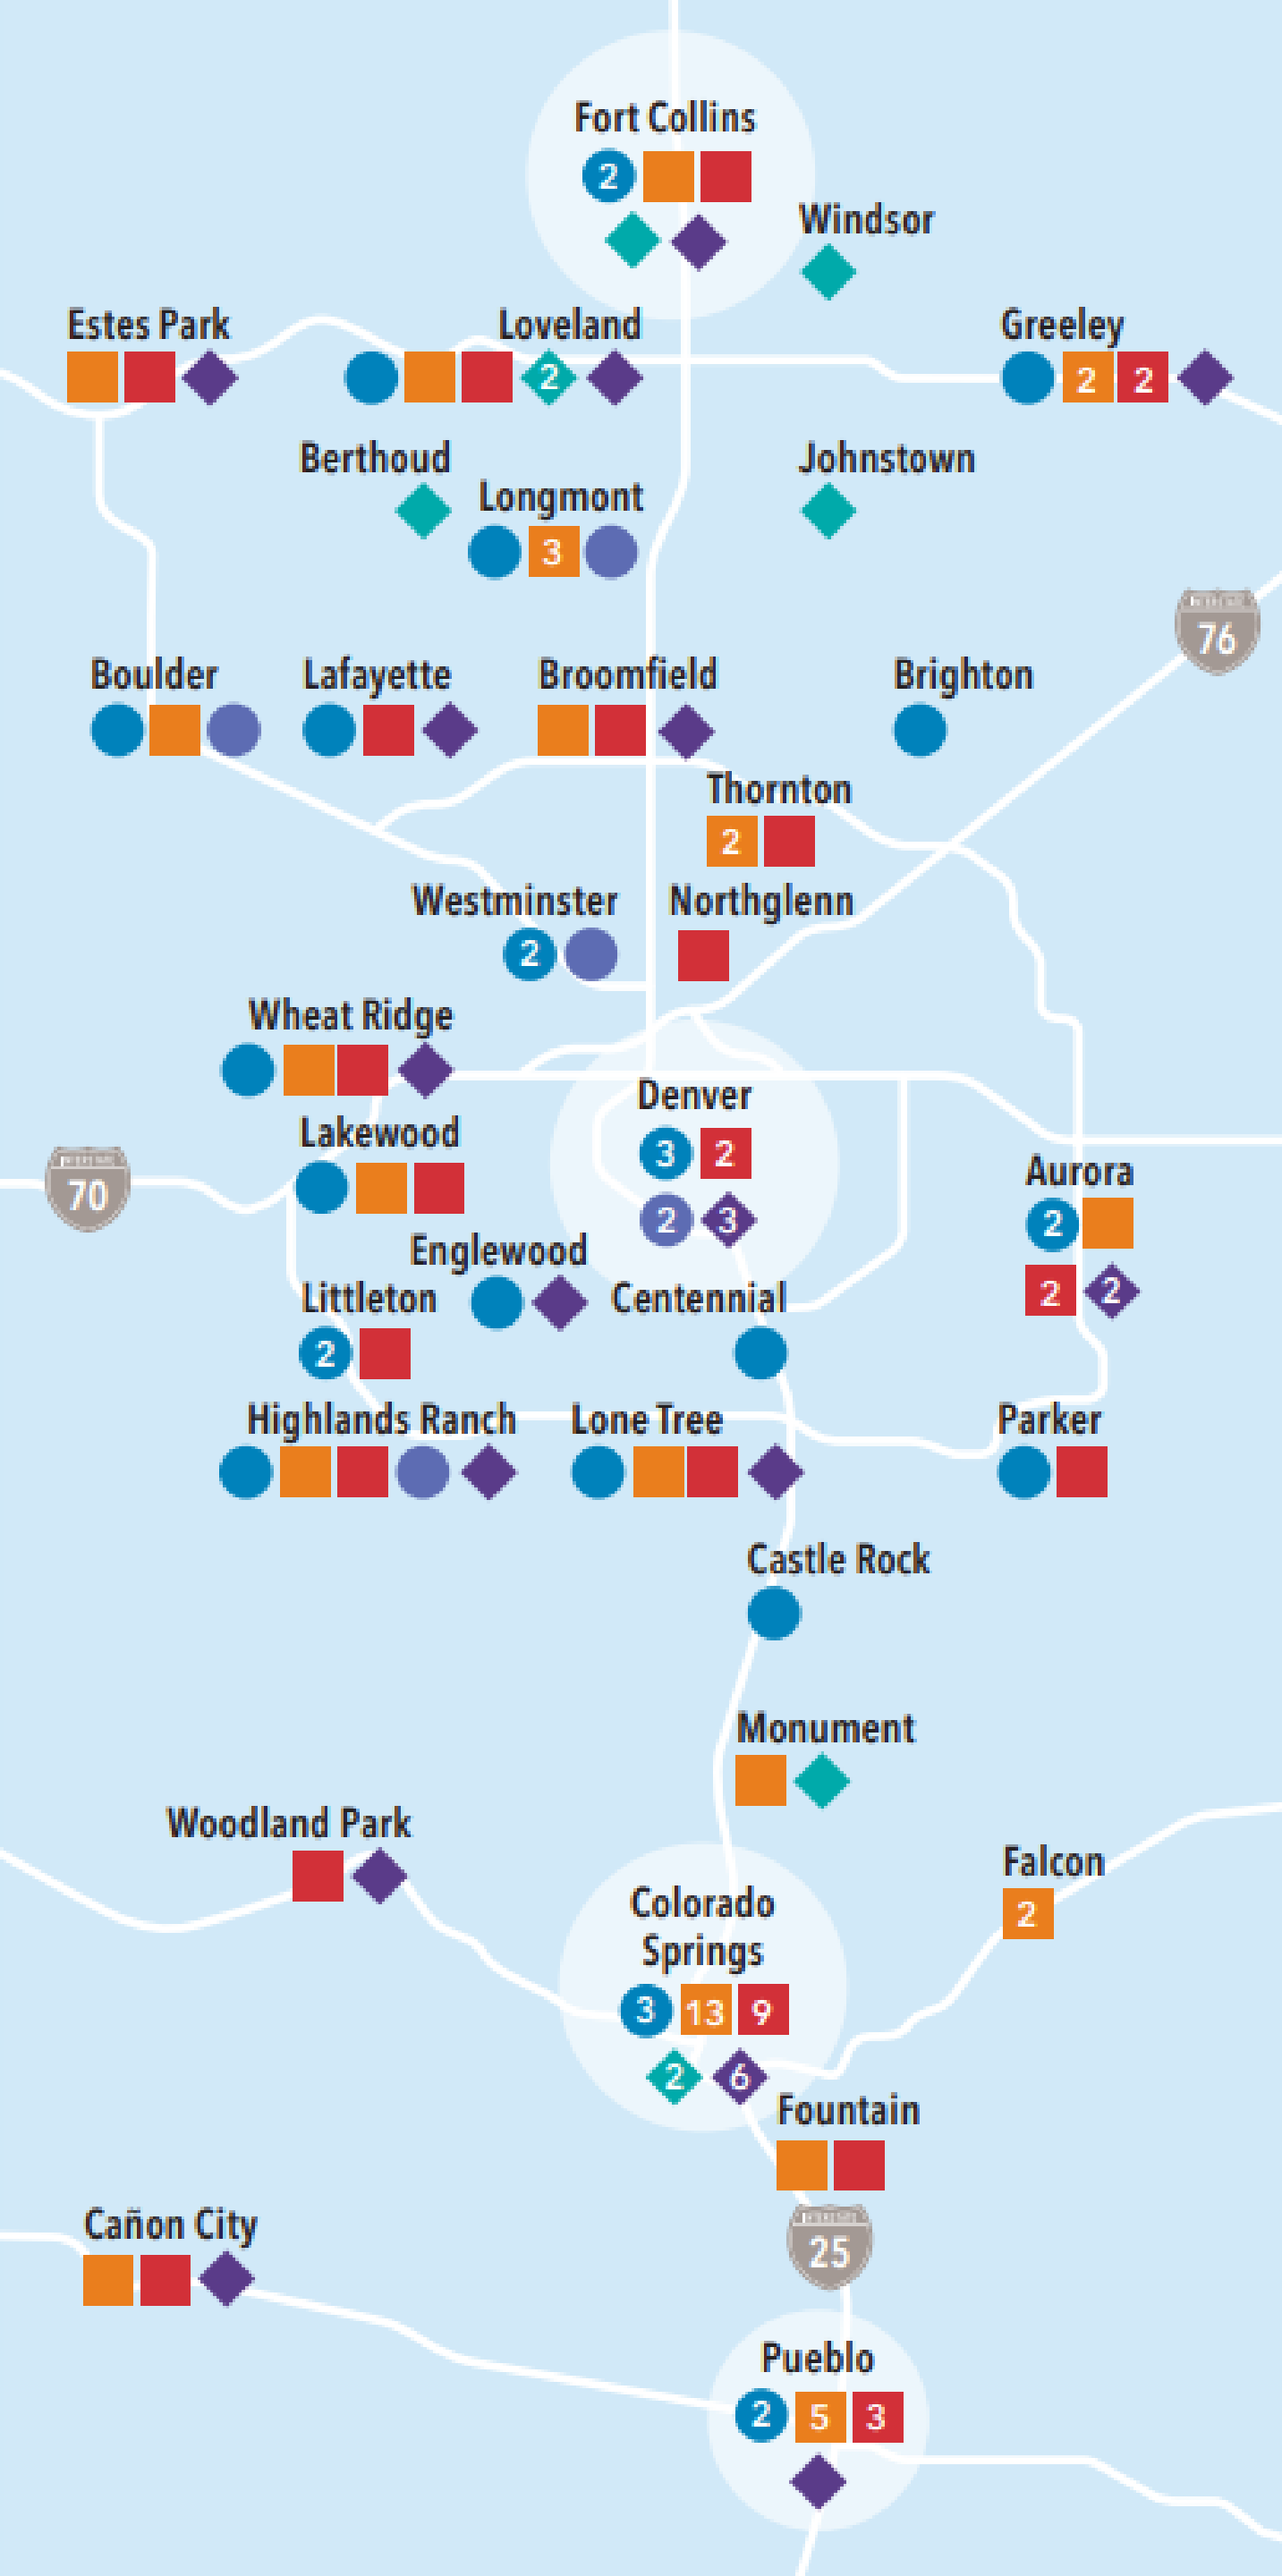 Fort Collins
2
Windsor
Estes Park
Loveland
Greeley
2
2
2
Berthoud
Johnstown
Longmont
3
76
Boulder
Lafayette
Broomfield
Brighton
Thornton
2
Westminster
Northglenn
2
Wheat Ridge
Denver
3
2
2
3
Lakewood
70
Aurora
2
2
2
Englewood
Littleton
2
Centennial
Highlands Ranch
Lone Tree
Parker
Castle Rock
Monument
Woodland Park
Falcon
2
Colorado
Springs
3
13
9
2
6
Fountain
25
Cañon City
Pueblo
2
5
3